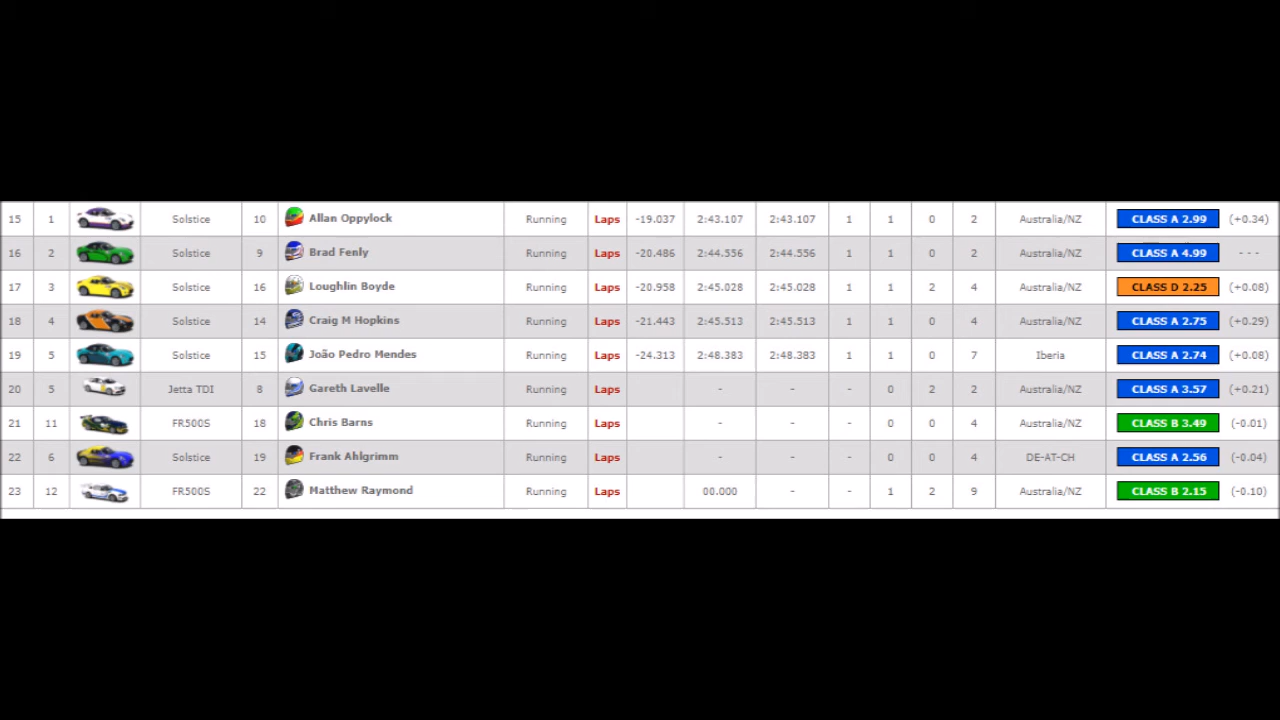 15 1 Solstice 10 Allan Oppylock Running Laps -19.037 2:43.107 2:43.107 1 1 0 2 Australia/NZ CLASS A 2.99 (+0.34)
16 2 Solstice 9 Brad Fenly Running Laps -20.486 2:44.556 2:44.556 1 1 0 2 Australia/NZ CLASS A 4.99 - - -
17 3 Solstice 16 Loughlin Boyde Running Laps -20.958 2:45.028 2:45.028 1 1 2 4 Australia/NZ CLASS D 2.25 (+0.08)
18 4 Solstice 14 Craig M Hopkins Running Laps -21.443 2:45.513 2:45.513 1 1 0 4 Australia/NZ CLASS A 2.75 (+0.29)
19 5 Solstice 15 João Pedro Mendes Running Laps -24.313 2:48.383 2:48.383 1 1 0 7 Iberia CLASS A 2.74 (+0.08)
20 5 Jetta TDI 8 Gareth Lavelle Running Laps - - - 0 2 2 Australia/NZ CLASS A 3.57 (+0.21)
21 11 FR500S 18 Chris Barns Running Laps - - - 0 0 4 Australia/NZ CLASS B 3.49 (-0.01)
22 6 Solstice 19 Frank Ahlgrimm Running Laps - - - 0 0 4 DE-AT-CH CLASS A 2.56 (-0.04)
23 12 FR500S 22 Matthew Raymond Running Laps 00.000 - - 1 2 9 Australia/NZ CLASS B 2.15 (-0.10)